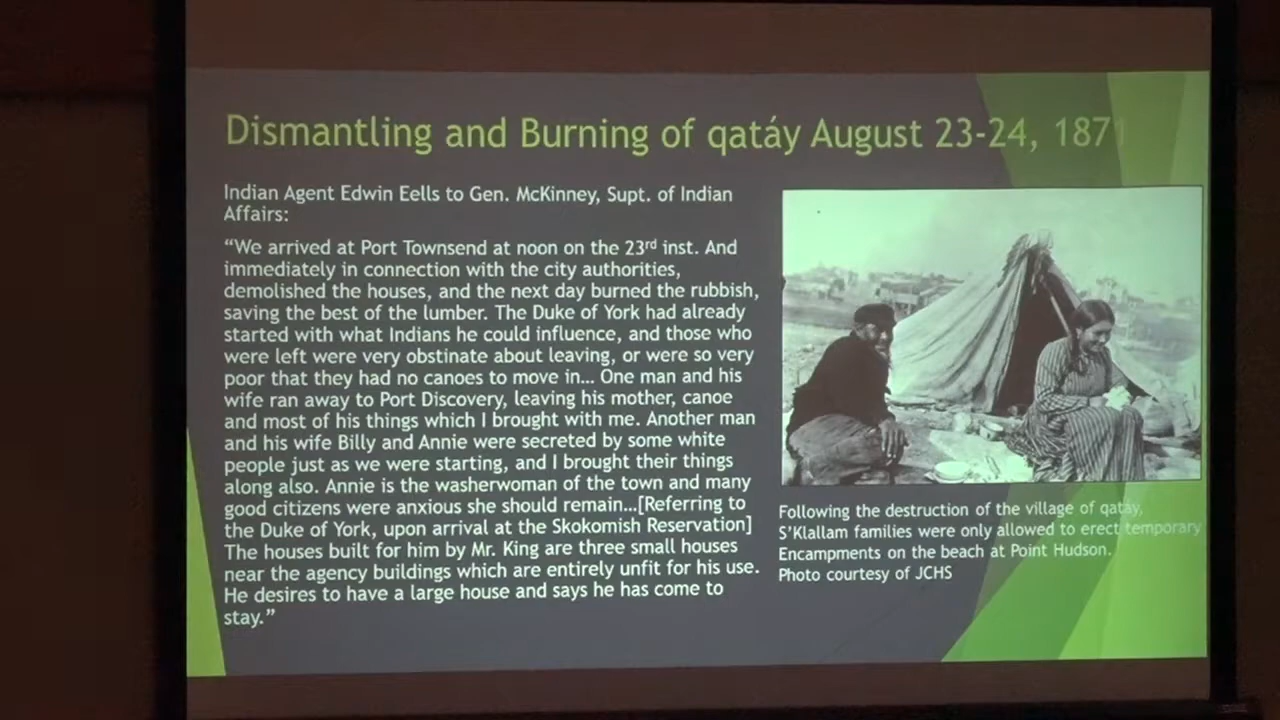 Dismantling and Burning of qatáy August 23-24, 1871
Indian Agent Edwin Eells to Gen. McKinney, Supt. of Indian
Affairs:
“We arrived at Port Townsend at noon on the 23rd inst. And
immediately in connection with the city authorities,
demolished the houses, and the next day burned the rubbish,
saving the best of the lumber. The Duke of York had already
started with what Indians he could influence, and those who
were left were very obstinate about leaving, or were so very
poor that they had no canoes to move in... One man and his
wife ran away to Port Discovery, leaving his mother, canoe
and most of his things which I brought with me. Another man
and his wife Billy and Annie were secreted by some white
people just as we were starting, and I brought their things
along also. Annie is the washerwoman of the town and many
good citizens were anxious she should remain...[Referring to
the Duke of York, upon arrival at the Skokomish Reservation]
The houses built for him by Mr. King are three small houses
near the agency buildings which are entirely unfit for his use.
He desires to have a large house and says he has come to
stay.”
Following the destruction of the village of qatáy,
S’Klallam families were only allowed to erect temporary
Encampments on the beach at Point Hudson.
Photo courtesy of JCHS